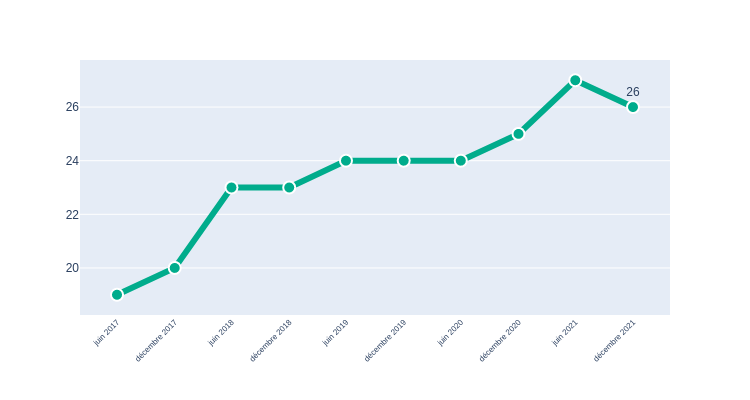 26
26
24
22
20
juin 2017
décembre 2017
juin 2018
décembre 2018
juin 2019
décembre 2019
juin 2020
décembre 2020
juin 2021
décembre 2021